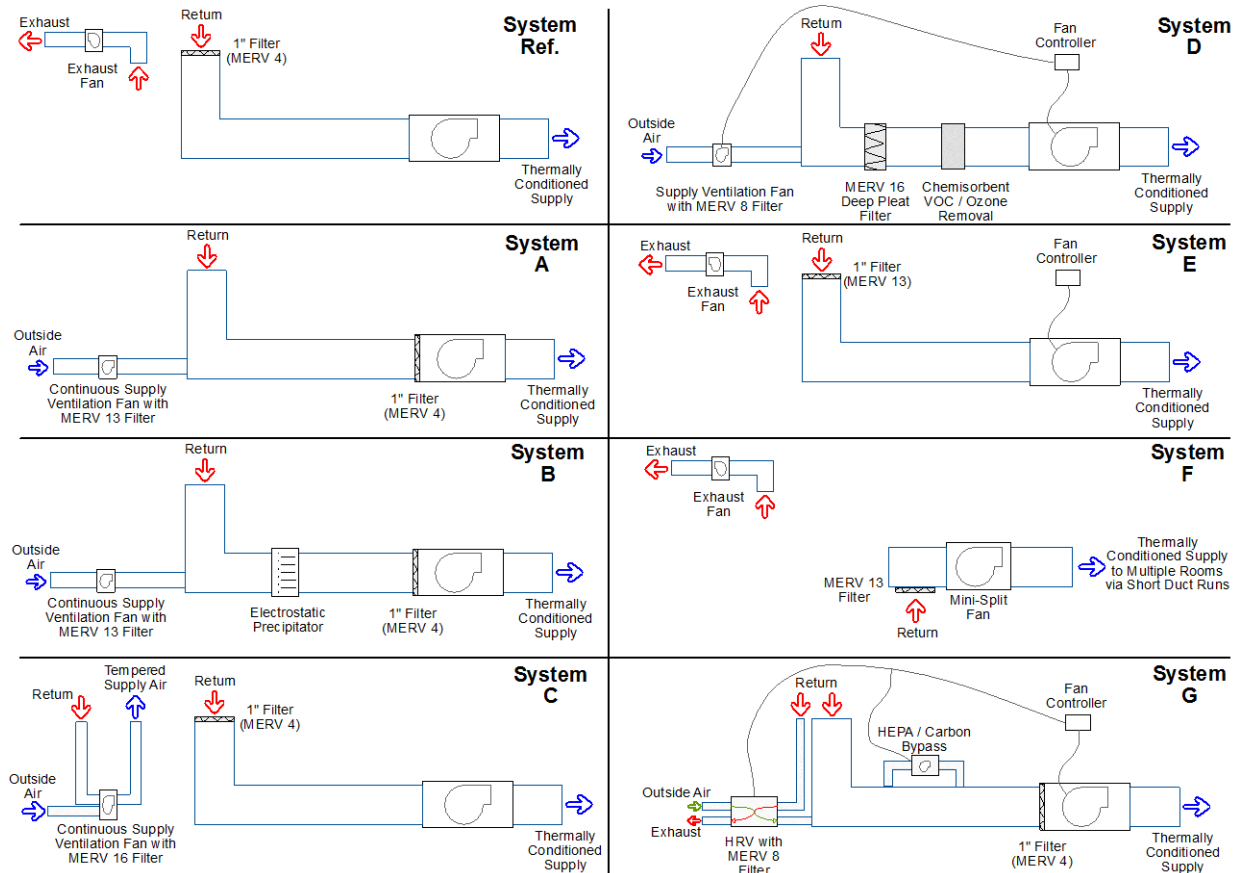 Exhaust
Exhaust
Fan
Return
1" Filter
(MERV 4)
System
Ref.
Thermally
Conditioned
Supply
Return
Fan
Controller
System
D
Outside
Air
Supply Ventilation Fan
with MERV 8 Filter
MERV 16
Deep Pleat
Filter
Chemisorbent
VOC / Ozone
Removal
Thermally
Conditioned
Supply
Return
System
A
Outside
Air
Continuous Supply
Ventilation Fan with
MERV 13 Filter
1" Filter
(MERV 4)
Thermally
Conditioned
Supply
Exhaust
Exhaust
Fan
Return
1" Filter
(MERV 13)
Fan
Controller
System
E
Thermally
Conditioned
Supply
Return
System
B
Outside
Air
Continuous Supply
Ventilation Fan with
MERV 13 Filter
Electrostatic
Precipitator
1" Filter
(MERV 4)
Thermally
Conditioned
Supply
Exhaust
Exhaust
Fan
System
F
MERV 13
Filter
Return
Mini-Split
Fan
Thermally
Conditioned Supply
to Multiple Rooms
via Short Duct Runs
Tempered
Supply Air
Return
Return
1" Filter
(MERV 4)
System
C
Outside
Air
Continuous Supply
Ventilation Fan with
MERV 16 Filter
Thermally
Conditioned
Supply
Return
HEPA / Carbon
Bypass
Fan
Controller
System
G
Outside Air
Exhaust
HRV with
MERV 8
Filter
1" Filter
(MERV 4)
Thermally
Conditioned
Supply